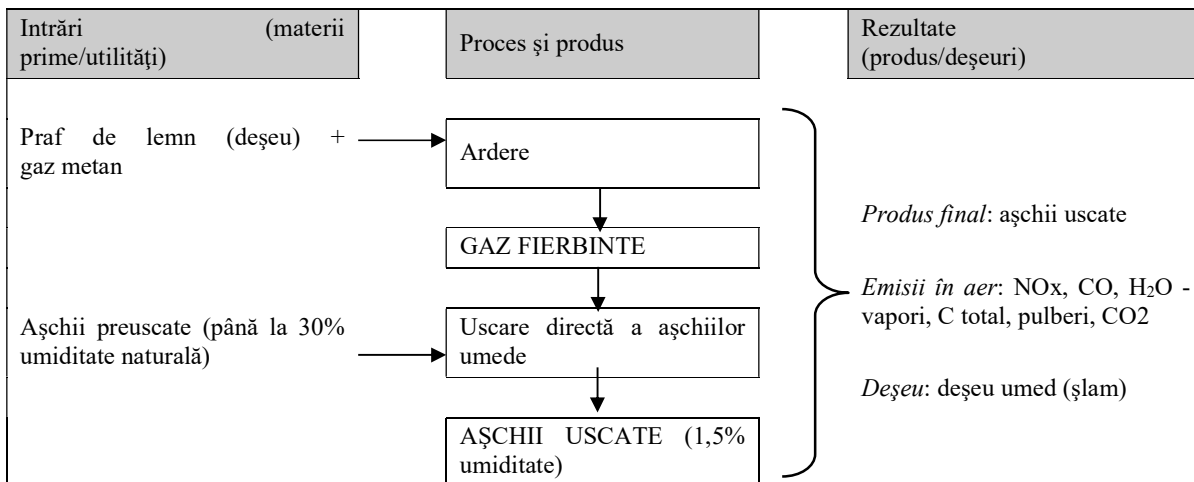 Intrări (materii
prime/utilităţi)
Proces şi produs
Rezultate
(produs/deşeuri)
Praf de lemn (deşeu) +
gaz metan
Ardere
GAZ FIERBINTE
Aşchii preuscate (până la 30%
umiditate naturală)
Uscare directă a aşchiilor
umede
AŞCHII USCATE (1,5%
umiditate)
Produs final: aşchii uscate
Emisii în aer: NOx, CO, H₂O -
vapori, C total, pulberi, CO2
Deşeu: deşeu umed (şlam)